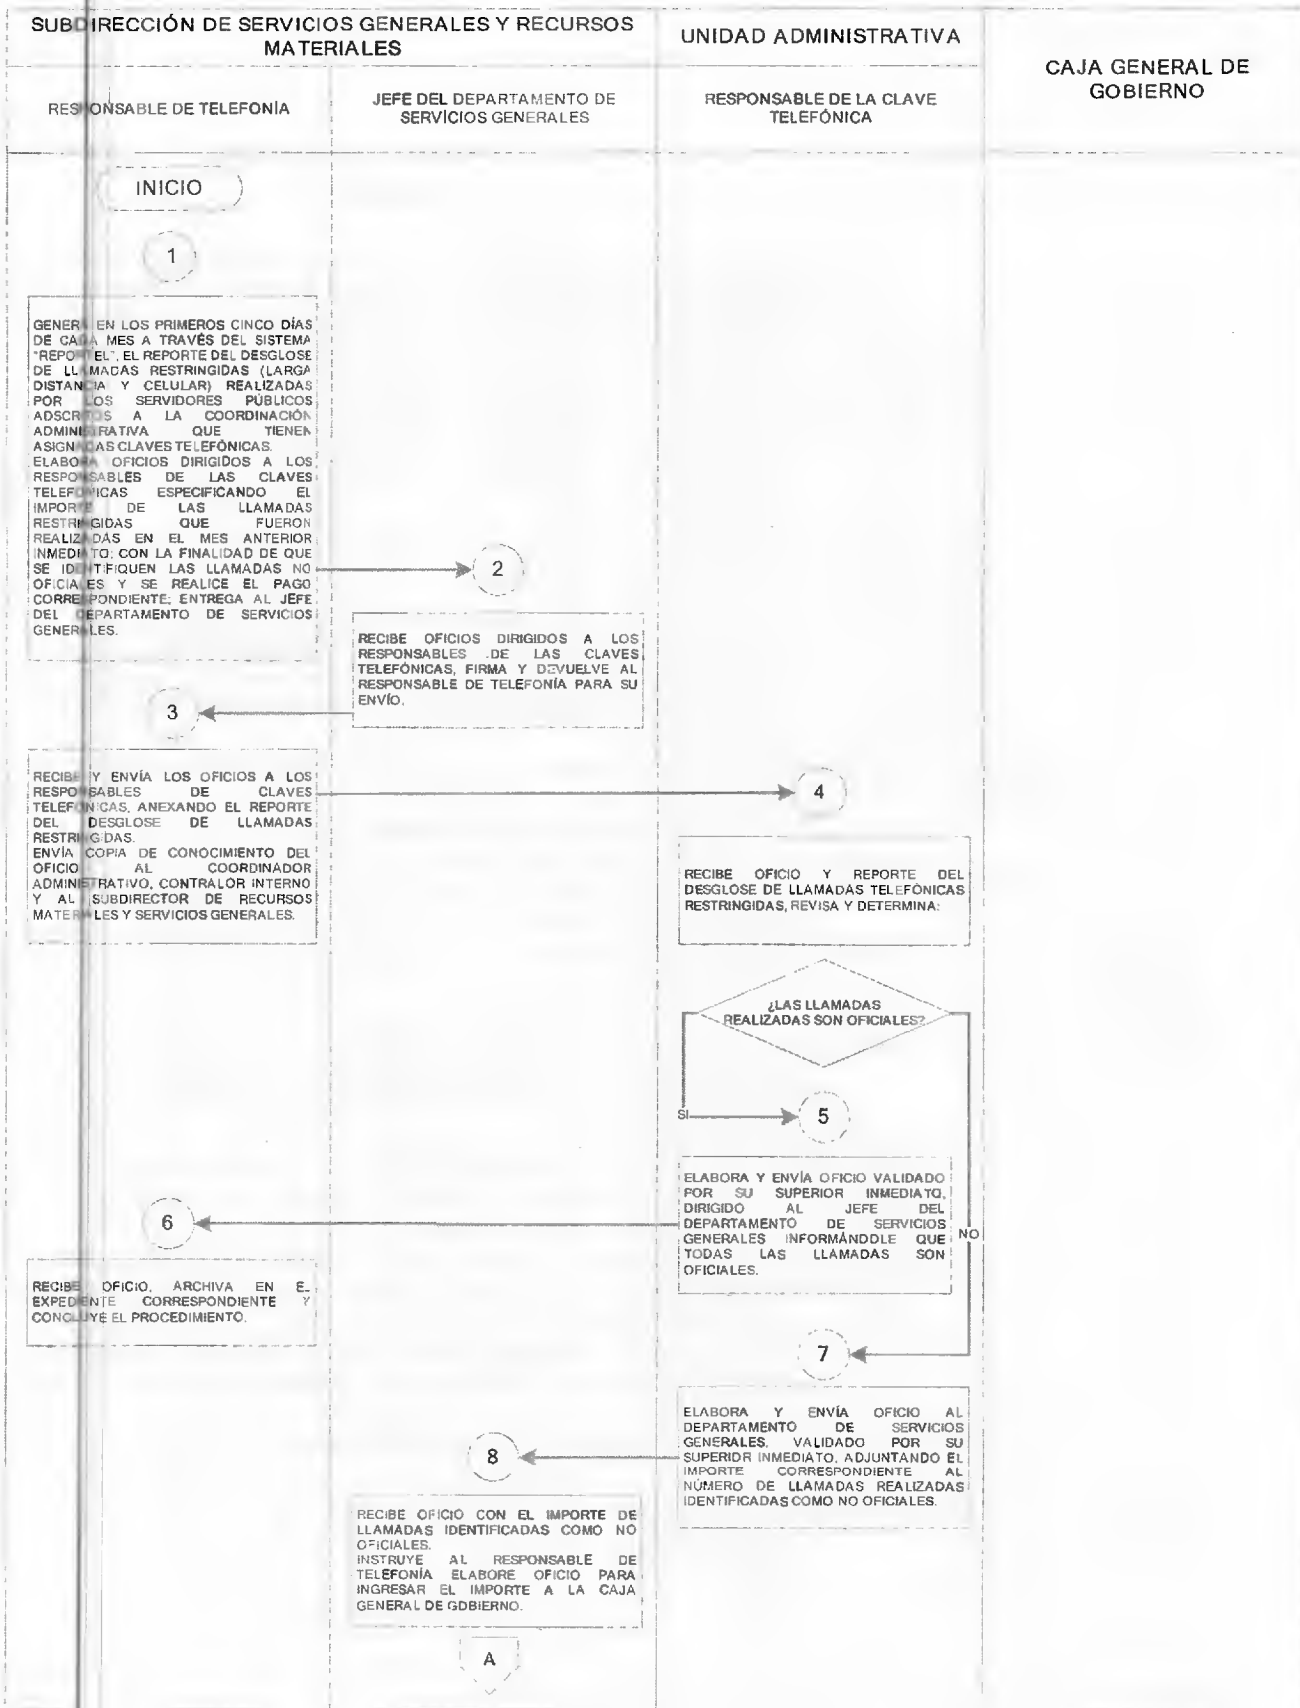 SUBDIRECCIÓN DE SERVICIOS GENERALES Y RECURSOS
MATERIALES
UNIDAD ADMINISTRATIVA
CAJA GENERAL DE
GOBIERNO
RESPONSABLE DE TELEFONÍA
JEFE DEL DEPARTAMENTO DE
SERVICIOS GENERALES
RESPONSABLE DE LA CLAVE
TELEFÓNICA
INICIO
1
GENERA EN LOS PRIMEROS CINCO DÍAS
DE CADA MES A TRAVÉS DEL SISTEMA
"REPORTEL", EL REPORTE DEL DESGLOSE
DE LLAMADAS RESTRINGIDAS (LARGA
DISTANCIA Y CELULAR) REALIZADAS
POR LOS SERVIDORES PÚBLICOS
ADSCRITOS A LA COORDINACIÓN
ADMINISTRATIVA QUE TIENEN
ASIGNADAS CLAVES TELEFÓNICAS.
ELABORA OFICIOS DIRIGIDOS A LOS
RESPONSABLES DE LAS CLAVES
TELEFÓNICAS ESPECIFICANDO EL
IMPORTE DE LAS LLAMADAS
RESTRINGIDAS QUE FUERON
REALIZADAS EN EL MES ANTERIOR
INMEDIATO; CON LA FINALIDAD DE QUE
SE IDENTIFIQUEN LAS LLAMADAS NO
OFICIALES Y SE REALICE EL PAGO
CORRESPONDIENTE; ENTREGA AL JEFE
DEL DEPARTAMENTO DE SERVICIOS
GENERALES.
2
RECIBE OFICIOS DIRIGIDOS A LOS
RESPONSABLES DE LAS CLAVES
TELEFÓNICAS, FIRMA Y DEVUELVE AL
RESPONSABLE DE TELEFONÍA PARA SU
ENVÍO.
3
RECIBE Y ENVÍA LOS OFICIOS A LOS
RESPONSABLES DE CLAVES
TELEFÓNICAS, ANEXANDO EL REPORTE
DEL DESGLOSE DE LLAMADAS
RESTRINGIDAS.
ENVÍA COPIA DE CONOCIMIENTO DEL
OFICIO AL COORDINADOR
ADMINISTRATIVO, CONTRALOR INTERNO
Y AL SUBDIRECTOR DE RECURSOS
MATERIALES Y SERVICIOS GENERALES.
4
RECIBE OFICIO Y REPORTE DEL
DESGLOSE DE LLAMADAS TELEFÓNICAS
RESTRINGIDAS, REVISA Y DETERMINA:
¿LAS LLAMADAS
REALIZADAS SON OFICIALES?
SI
5
ELABORA Y ENVÍA OFICIO VALIDADO
POR SU SUPERIOR INMEDIATO,
DIRIGIDO AL JEFE DEL
DEPARTAMENTO DE SERVICIOS
GENERALES INFORMÁNDOLE QUE
TODAS LAS LLAMADAS SON
OFICIALES.
NO
6
RECIBE OFICIO, ARCHIVA EN EL
EXPEDIENTE CORRESPONDIENTE Y
CONCLUYE EL PROCEDIMIENTO.
7
ELABORA Y ENVÍA OFICIO AL
DEPARTAMENTO DE SERVICIOS
GENERALES, VALIDADO POR SU
SUPERIOR INMEDIATO, ADJUNTANDO EL
IMPORTE CORRESPONDIENTE AL
NÚMERO DE LLAMADAS REALIZADAS
IDENTIFICADAS COMO NO OFICIALES.
8
RECIBE OFICIO CON EL IMPORTE DE
LLAMADAS IDENTIFICADAS COMO NO
OFICIALES.
INSTRUYE AL RESPONSABLE DE
TELEFONÍA ELABORE OFICIO PARA
INGRESAR EL IMPORTE A LA CAJA
GENERAL DE GOBIERNO.
A